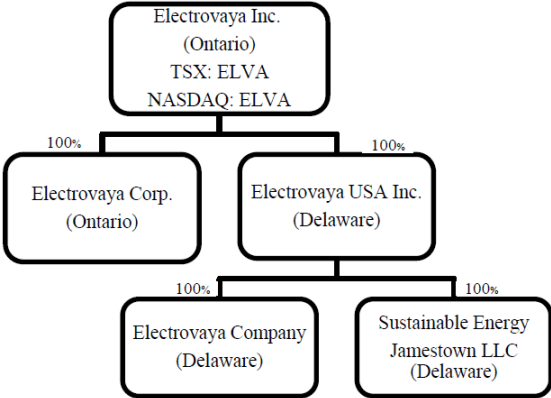 Electrovaya Inc.
(Ontario)
TSX: ELVA
NASDAQ: ELVA
100%
100%
Electrovaya Corp.
(Ontario)
Electrovaya USA Inc.
(Delaware)
100%
100%
Electrovaya Company
(Delaware)
Sustainable Energy
Jamestown LLC
(Delaware)